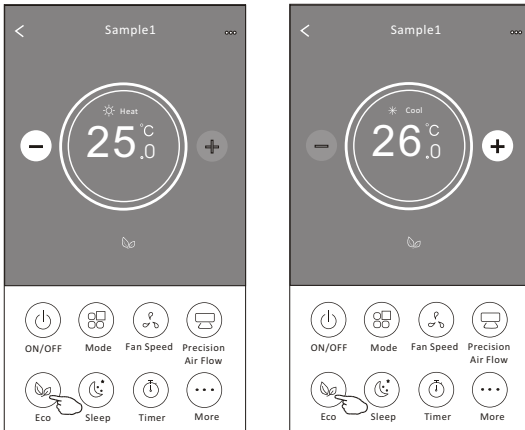 Sample1
Heat
25.0 °C
ON/OFF Mode Fan Speed Precision
Air Flow
Eco Sleep Timer More
Sample1
Cool
26.0 °C
ON/OFF Mode Fan Speed Precision
Air Flow
Eco Sleep Timer More